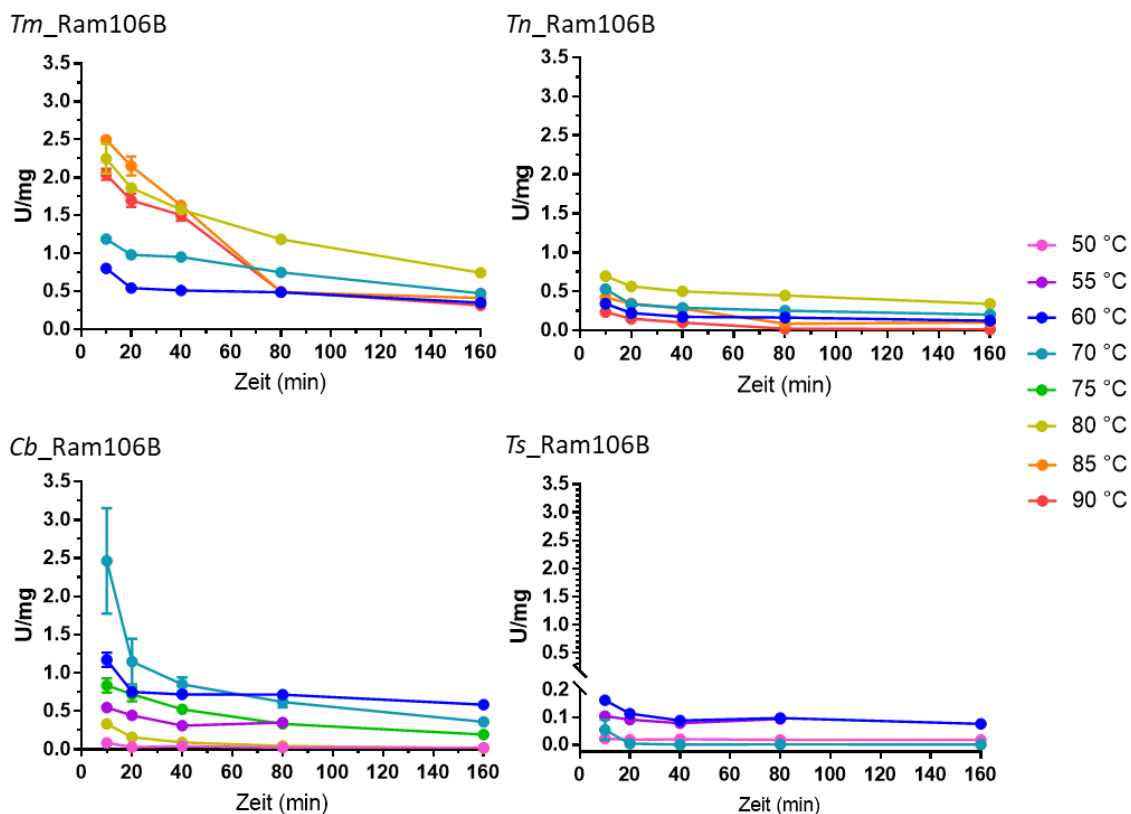 Tm_Ram106B
3.5
3.0
2.5
2.0
1.5
1.0
0.5
0.0
U/mg
0 20 40 60 80 100 120 140 160
Zeit (min)
Tn_Ram106B
3.5
3.0
2.5
2.0
1.5
1.0
0.5
0.0
U/mg
0 20 40 60 80 100 120 140 160
Zeit (min)
50 °C
55 °C
60 °C
70 °C
75 °C
80 °C
85 °C
90 °C
Cb_Ram106B
3.5
3.0
2.5
2.0
1.5
1.0
0.5
0.0
U/mg
0 20 40 60 80 100 120 140 160
Zeit (min)
Ts_Ram106B
3.5
3.0
2.5
2.0
1.5
1.0
0.5
0.2
0.1
0.0
U/mg
0 20 40 60 80 100 120 140 160
Zeit (min)